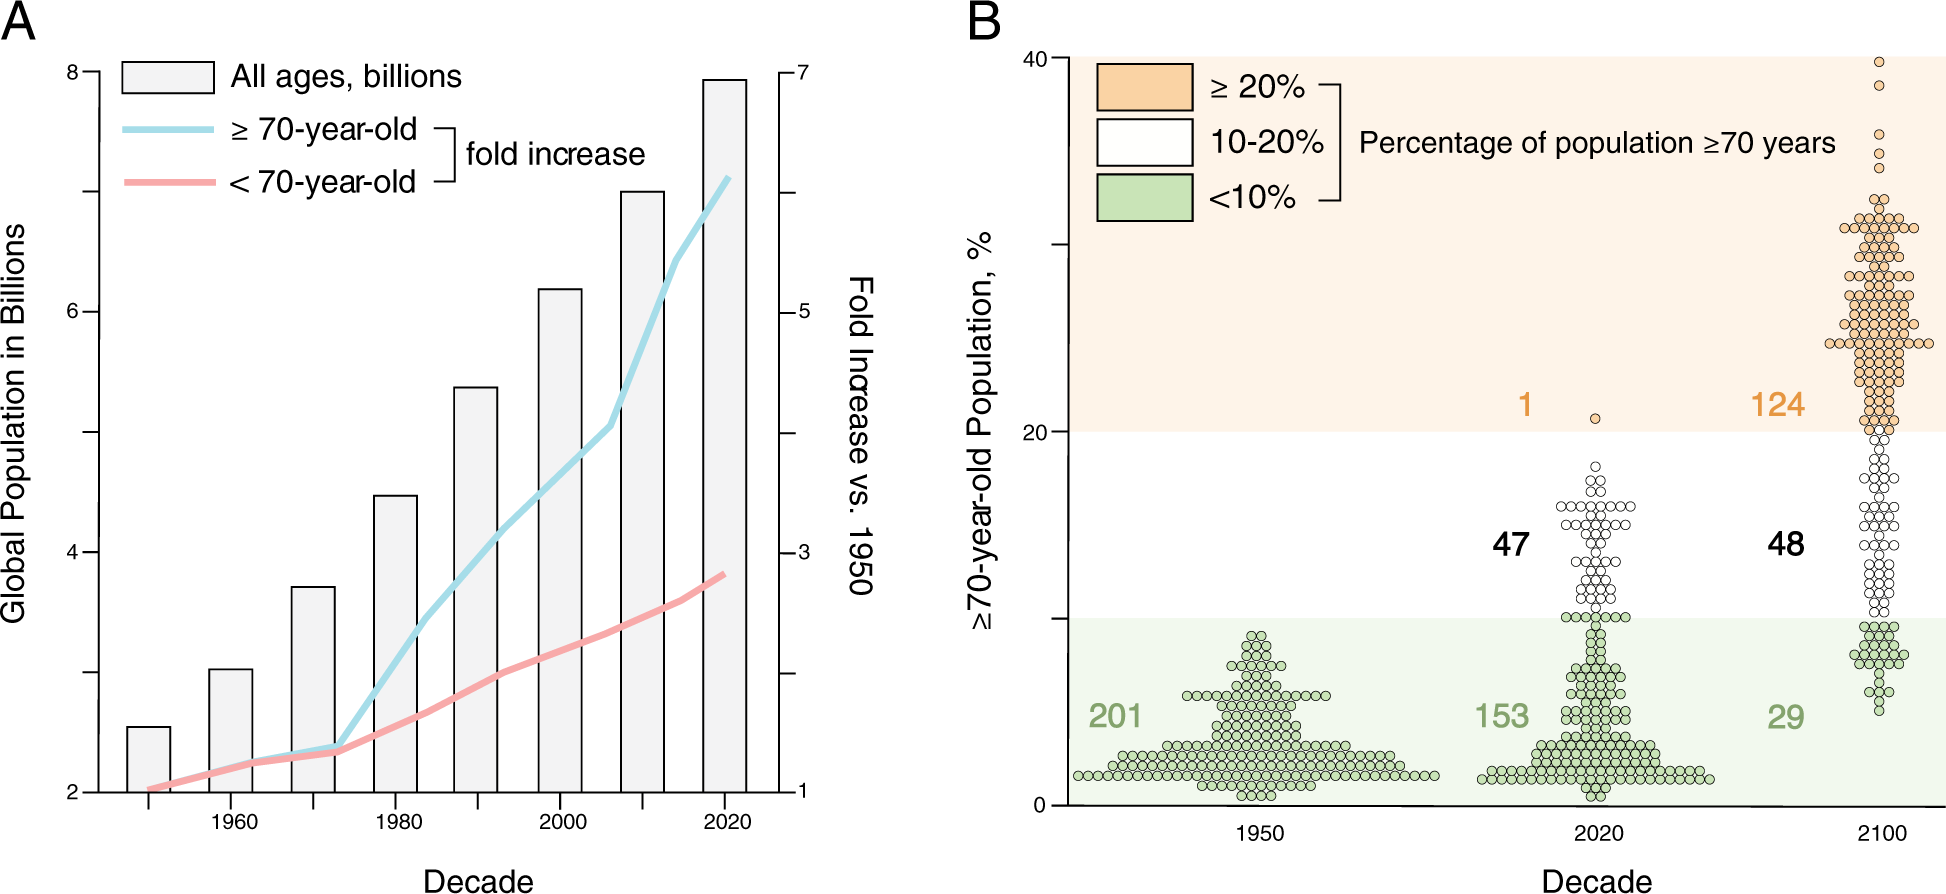 A
All ages, billions
≥ 70-year-old
< 70-year-old
fold increase
Global Population in Billions
8
6
4
2
7
5
3
1
Fold Increase vs. 1950
1960 1980 2000 2020
Decade
B
≥ 20%
10-20%
<10%
Percentage of population ≥70 years
≥70-year-old Population, %
40
20
0
1 124
47 48
201 153 29
1950 2020 2100
Decade